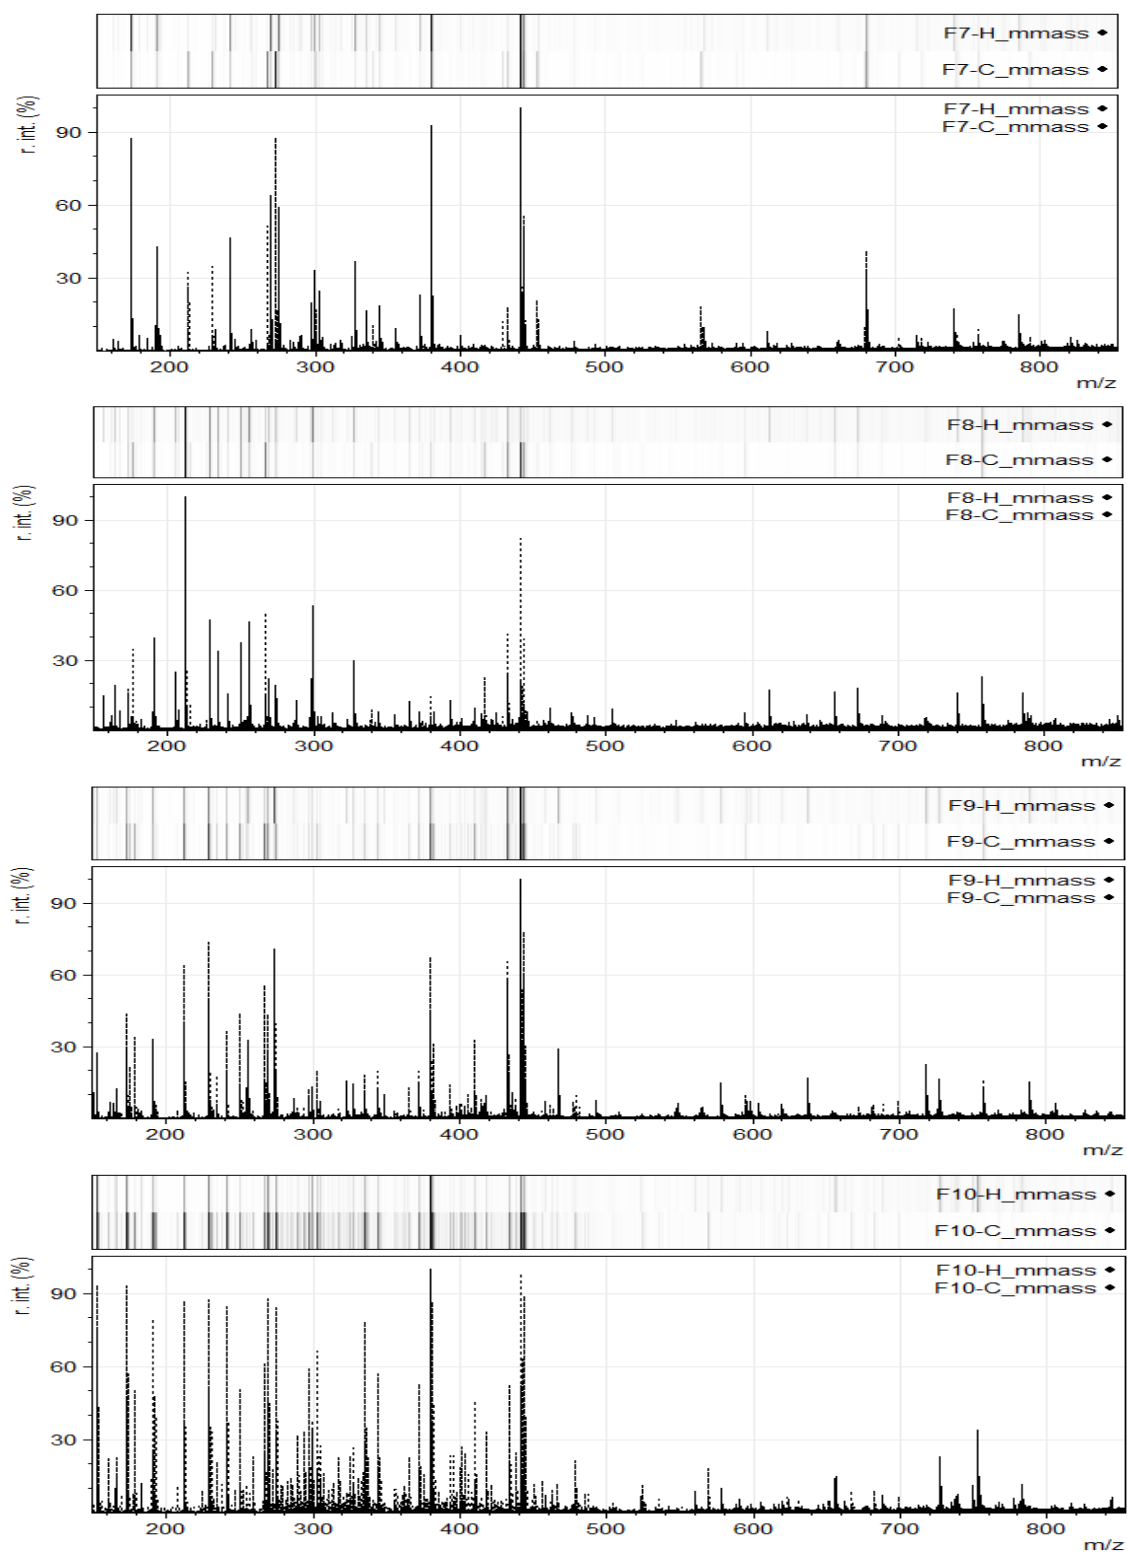 F7-H_mmass ◆
F7-C_mmass ◆
r. int. (%)
F7-H_mmass ◆
F7-C_mmass ◆
90
60
30
200 300 400 500 600 700 800
m/z
F8-H_mmass ◆
F8-C_mmass ◆
r. int. (%)
F8-H_mmass ◆
F8-C_mmass ◆
90
60
30
200 300 400 500 600 700 800
m/z
F9-H_mmass ◆
F9-C_mmass ◆
r. int. (%)
F9-H_mmass ◆
F9-C_mmass ◆
90
60
30
200 300 400 500 600 700 800
m/z
F10-H_mmass ◆
F10-C_mmass ◆
r. int. (%)
F10-H_mmass ◆
F10-C_mmass ◆
90
60
30
200 300 400 500 600 700 800
m/z